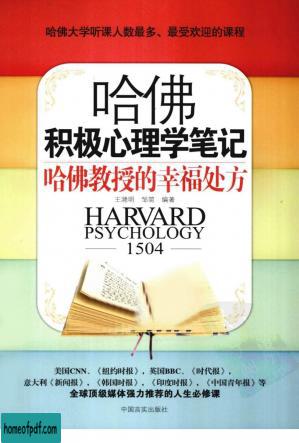 哈佛大学听课人数最多、最受欢迎的课程
哈佛
积极心理学笔记
哈佛教授的幸福处方
王滟明 邹简 编著
HARVARD
PSYCHOLOGY
1504
美国CNN、《纽约时报》，英国BBC、《时代报》，
意大利《新闻报》、《韩国时报》、《印度时报》、《中国青年报》等
全球顶级媒体强力推荐的人生必修课
中国言实出版社
homeofpdf.com